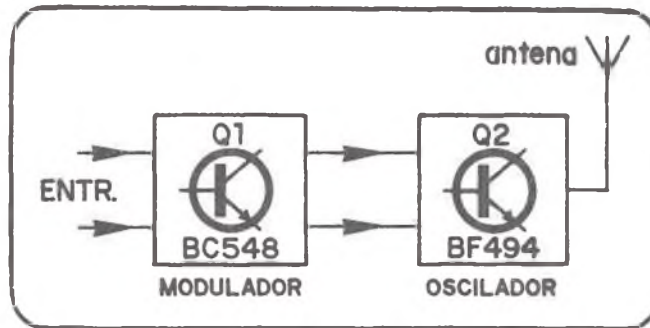 antena
Q1
Q2
ENTR.
BC548
BF494
MODULADOR
OSCILADOR